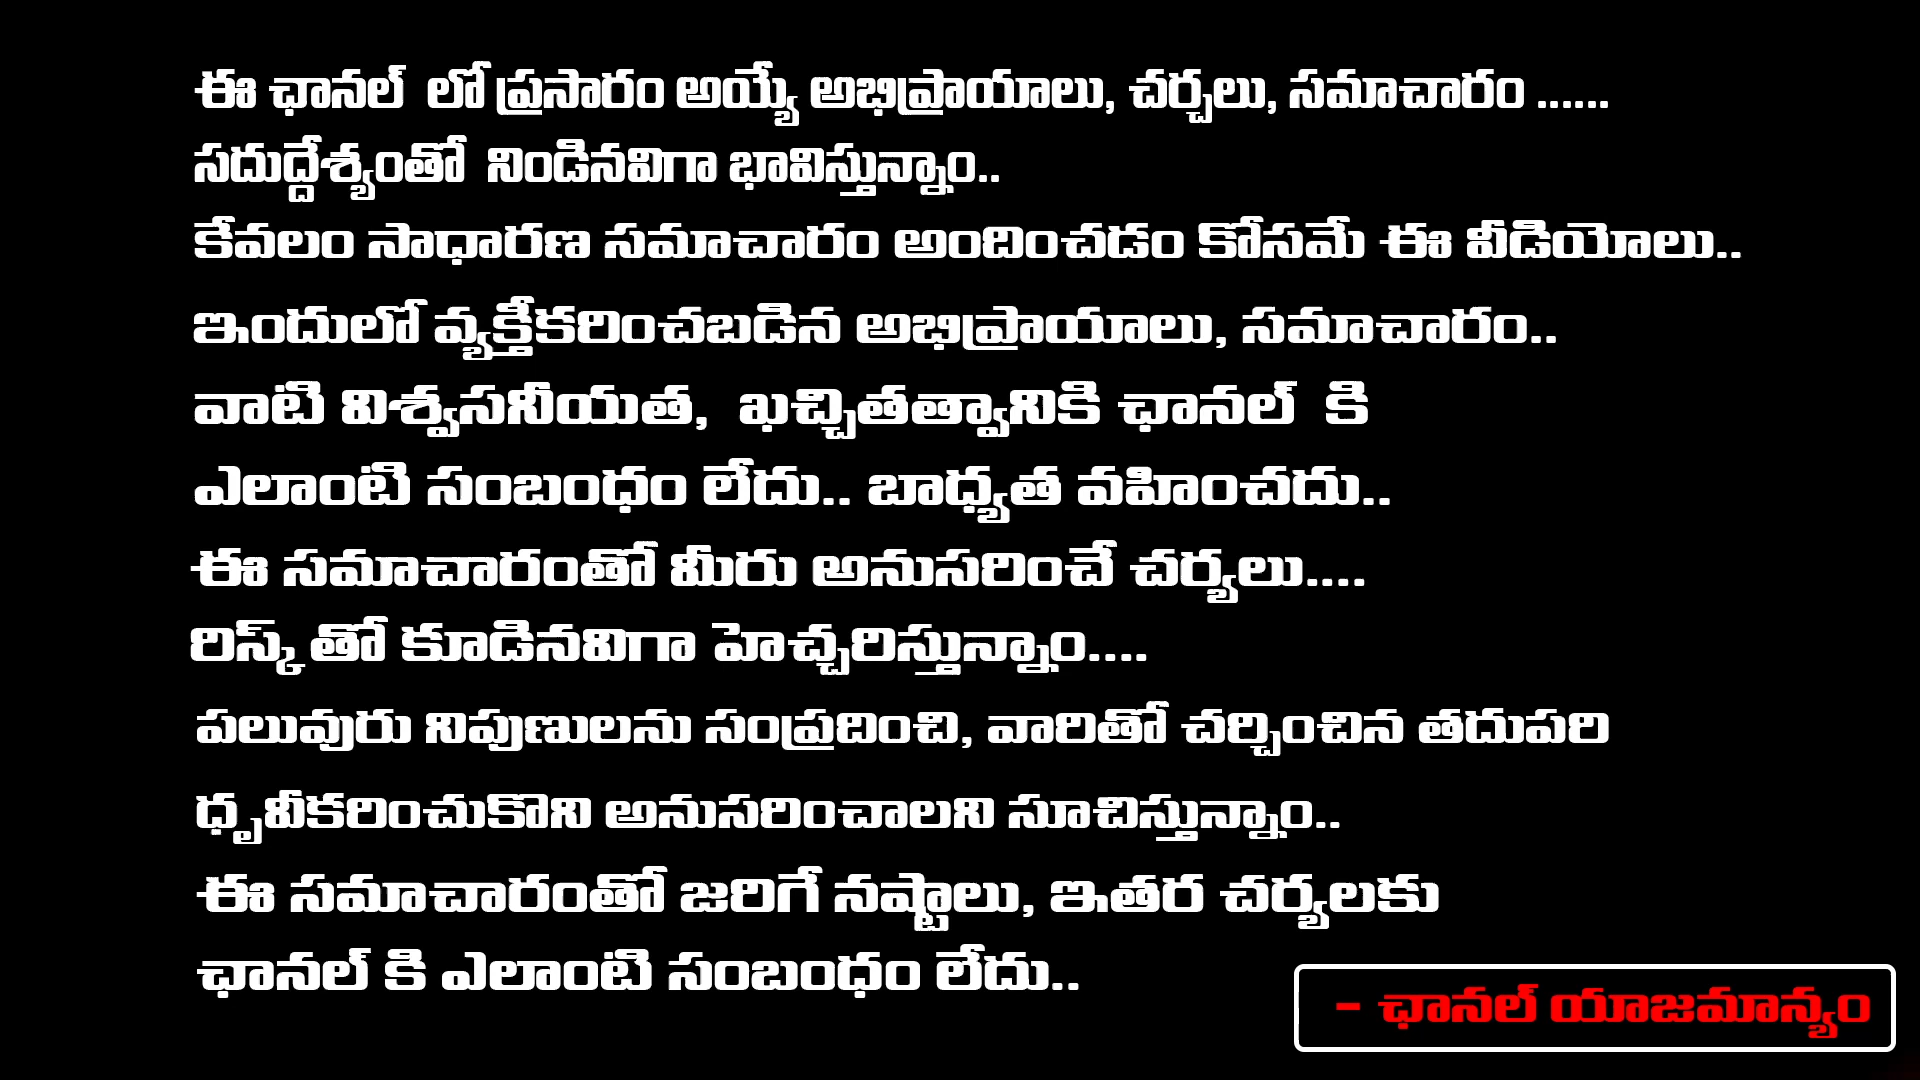 ఈ ఛానల్ లో ప్రసారం అయ్యే అభిప్రాయాలు, చర్చలు, సమాచారం ......
సదుద్దేశ్యంతో నిండినవిగా భావిస్తున్నాం..
కేవలం సాధారణ సమాచారం అందించడం కోసమే ఈ వీడియోలు..
ఇందులో వ్యక్తీకరించబడిన అభిప్రాయాలు, సమాచారం..
వాటి విశ్వసనీయత, ఖచ్చితత్వానికి ఛానల్ కి
ఎలాంటి సంబంధం లేదు.. బాధ్యత వహించదు..
ఈ సమాచారంతో మీరు అనుసరించే చర్యలు....
రిస్క్ తో కూడినవిగా హెచ్చరిస్తున్నాం....
పలువురు నిపుణులను సంప్రదించి, వారితో చర్చించిన తదుపరి
ధృవీకరించుకొని అనుసరించాలని సూచిస్తున్నాం..
ఈ సమాచారంతో జరిగే నష్టాలు, ఇతర చర్యలకు
ఛానల్ కి ఎలాంటి సంబంధం లేదు..
- ఛానల్ యాజమాన్యం